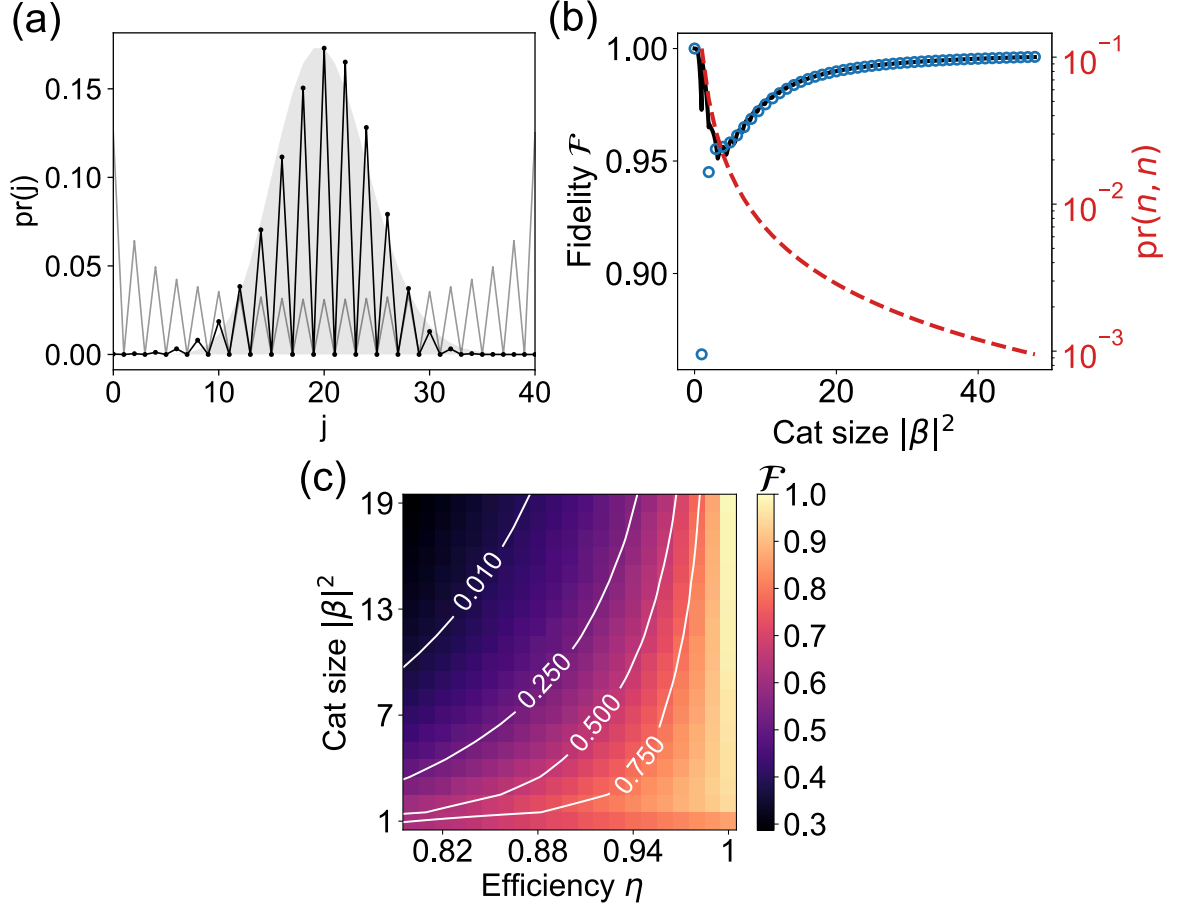 (a)
pr(j)
0.15
0.10
0.05
0.00
0 10 20 30 40
j
(b)
Fidelity F
1.00
0.95
0.90
0 20 40
Cat size |β|²
10⁻¹
10⁻²
10⁻³
pr(n, n)
(c)
Cat size |β|²
19
13
7
1
0.010
0.250
0.500
0.750
0.82 0.88 0.94 1
Efficiency η
F
1.0
0.9
0.8
0.7
0.6
0.5
0.4
0.3